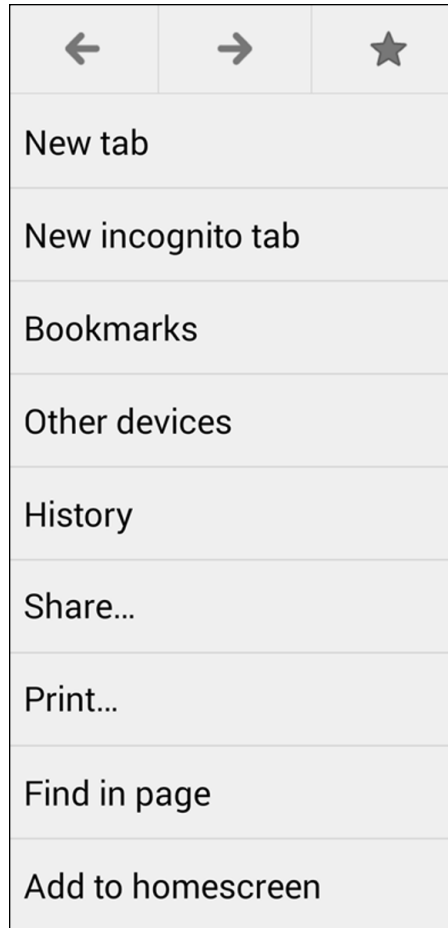 New tab
New incognito tab
Bookmarks
Other devices
History
Share...
Print...
Find in page
Add to homescreen